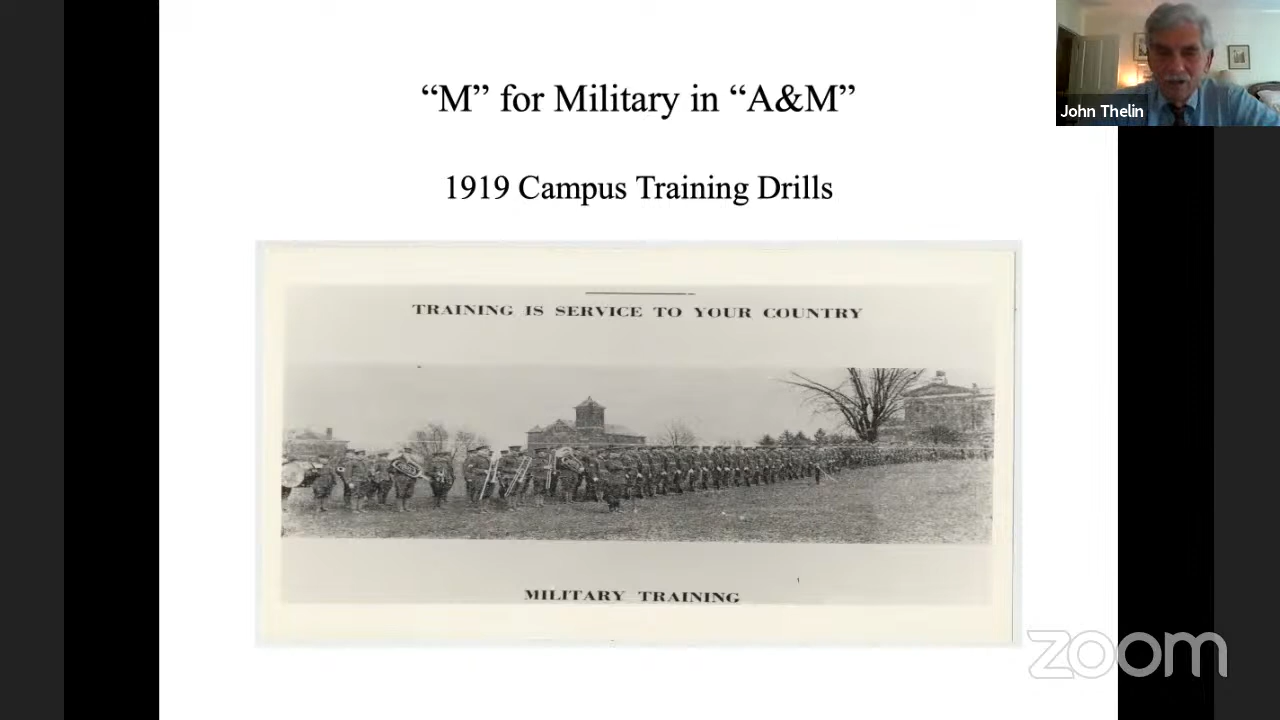 “M” for Military in “A&M”
John Thelin
1919 Campus Training Drills
TRAINING IS SERVICE TO YOUR COUNTRY
MILITARY TRAINING
zoom